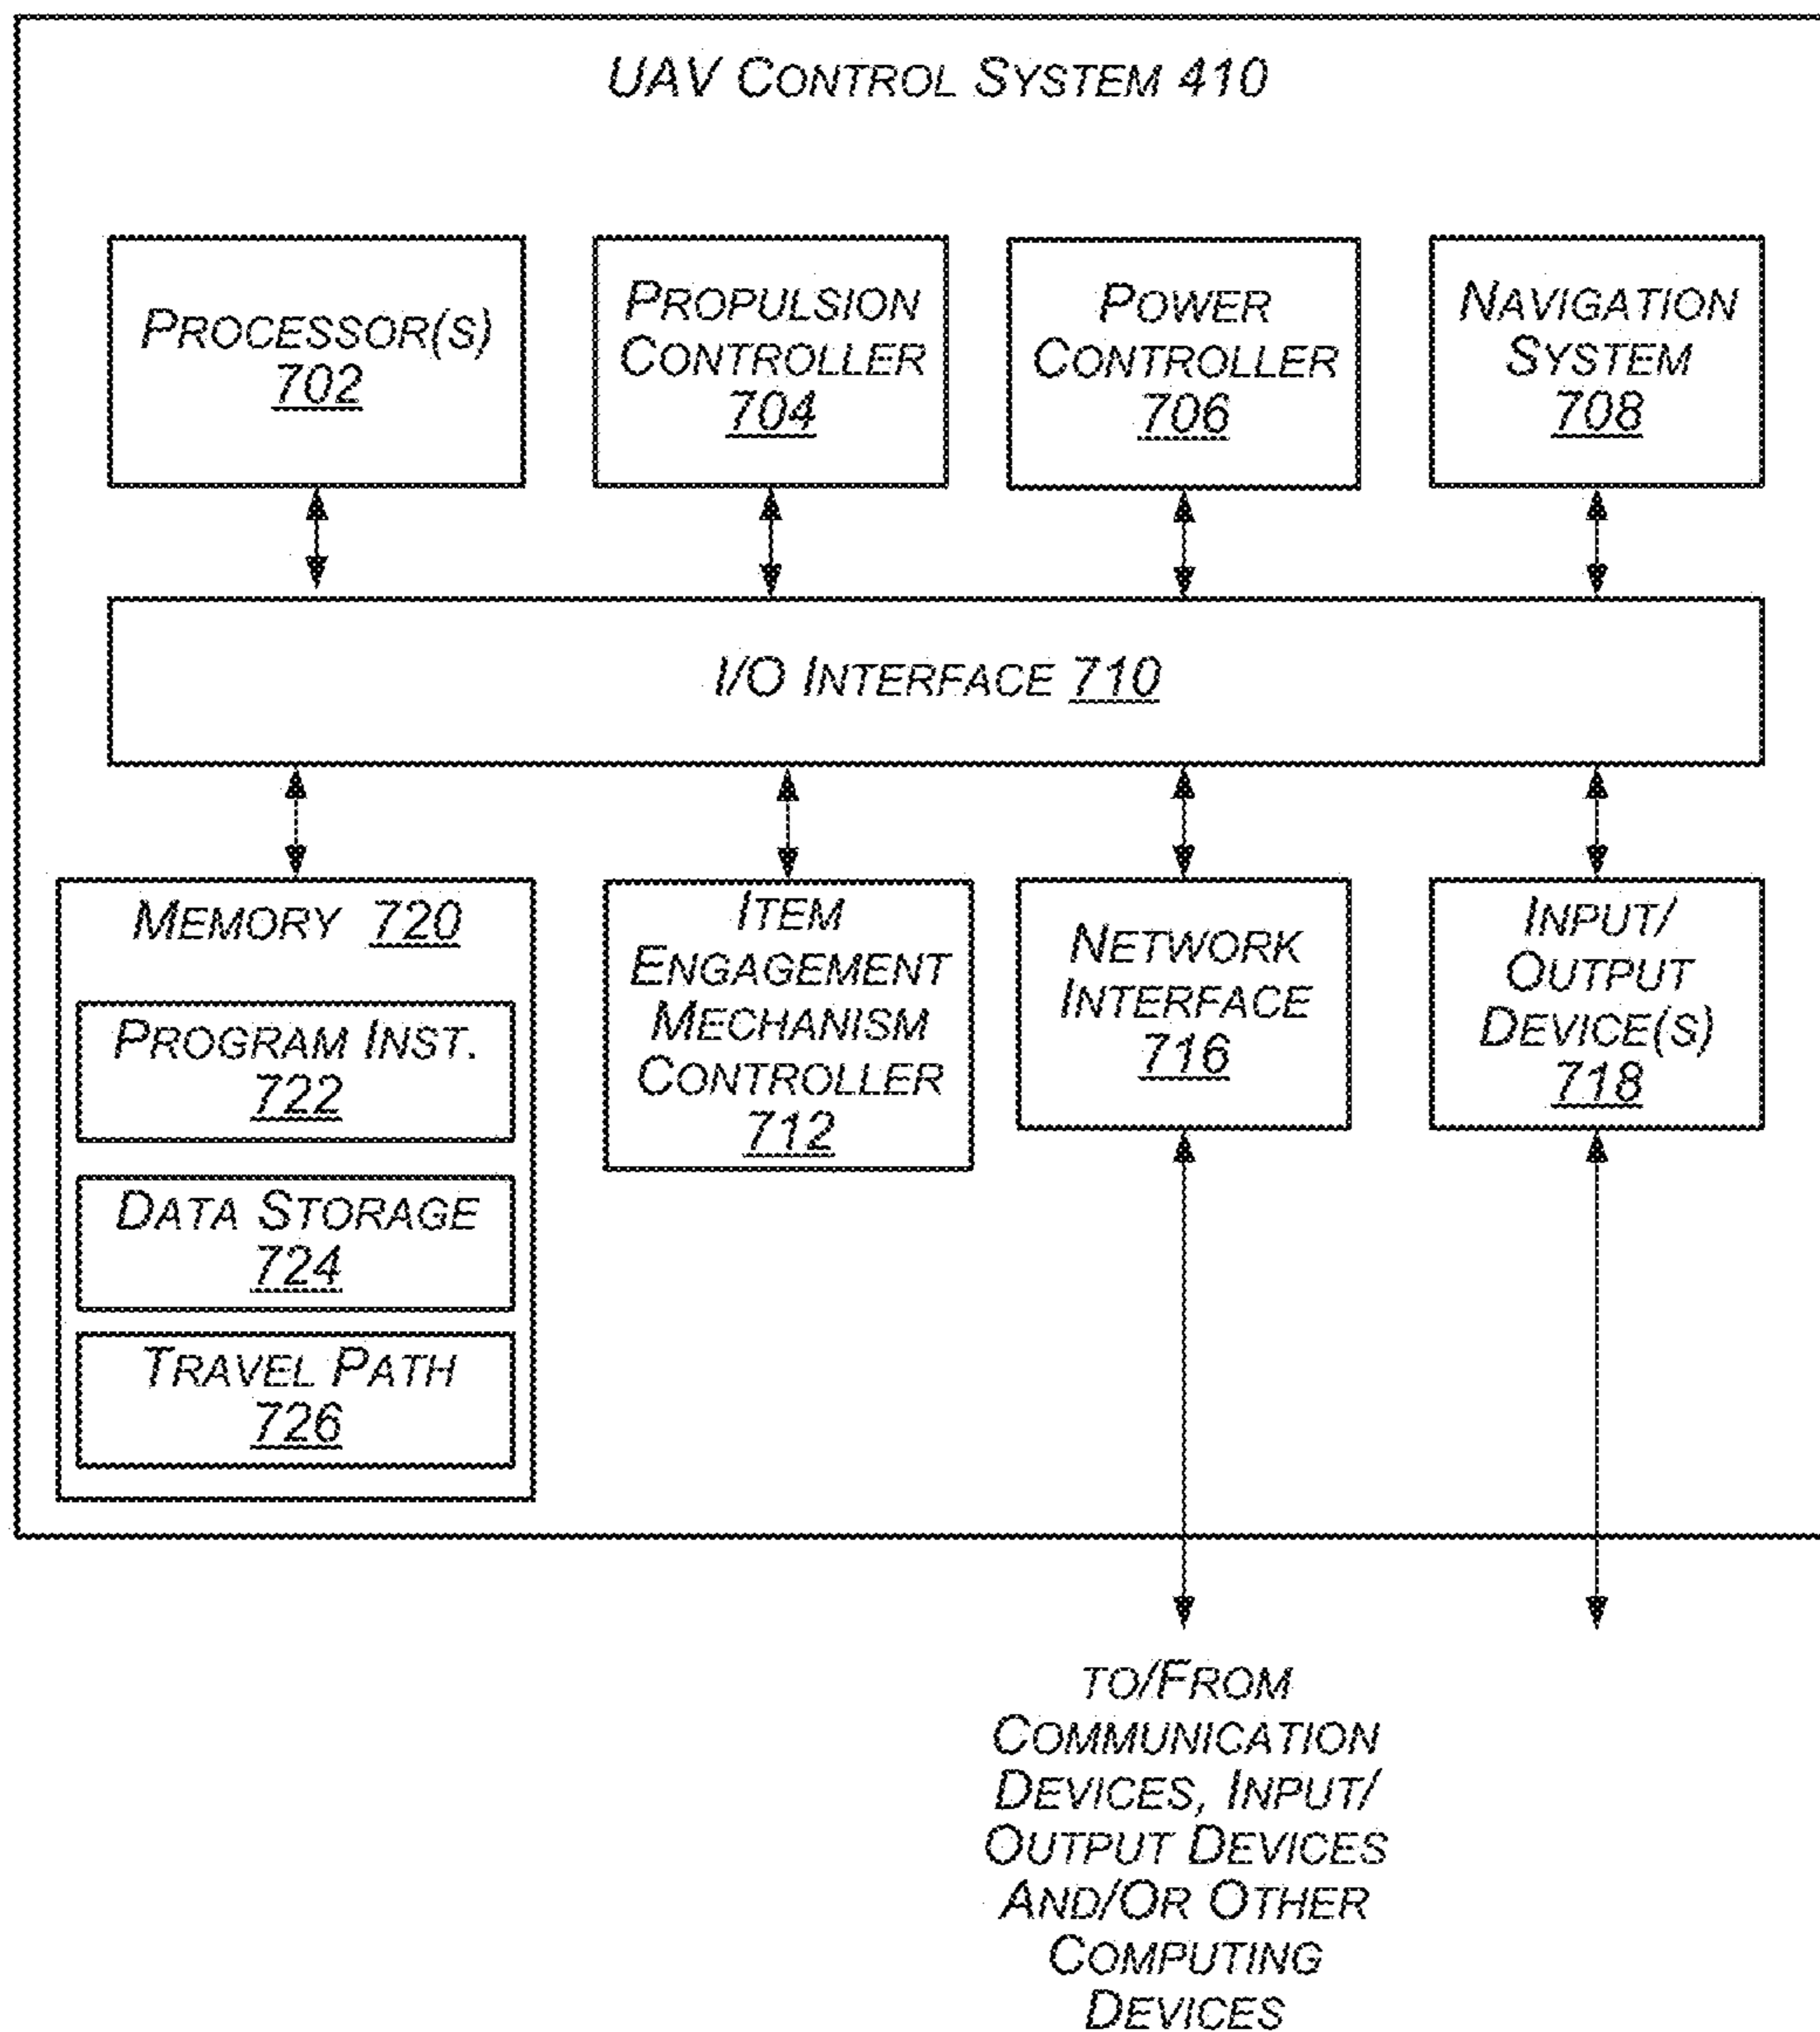 UAV CONTROL SYSTEM 410
PROCESSOR(S)
702
PROPULSION
CONTROLLER
704
POWER
CONTROLLER
706
NAVIGATION
SYSTEM
708
I/O INTERFACE 710
MEMORY 720
PROGRAM INST.
722
DATA STORAGE
724
TRAVEL PATH
726
ITEM
ENGAGEMENT
MECHANISM
CONTROLLER
712
NETWORK
INTERFACE
716
INPUT/
OUTPUT
DEVICE(S)
718
TO/FROM
COMMUNICATION
DEVICES, INPUT/
OUTPUT DEVICES
AND/OR OTHER
COMPUTING
DEVICES